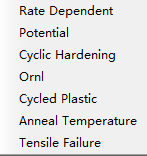 Rate Dependent
Potential
Cyclic Hardening
Ornl
Cycled Plastic
Anneal Temperature
Tensile Failure